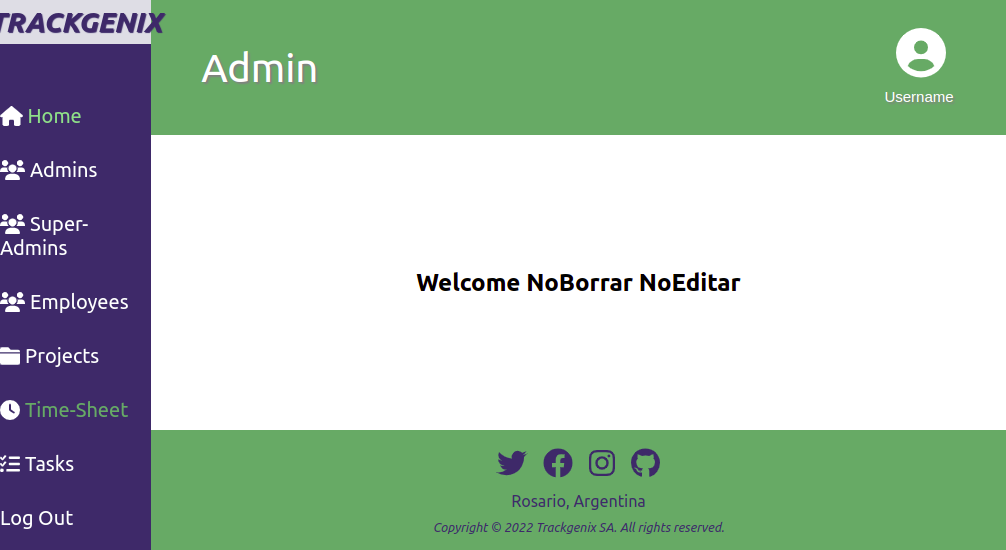 TRACKGENIX
Home
Admins
Super-
Admins
Employees
Projects
Time-Sheet
Tasks
Log Out
Admin
Username
Welcome NoBorrar NoEditar
Rosario, Argentina
Copyright © 2022 Trackgenix SA. All rights reserved.